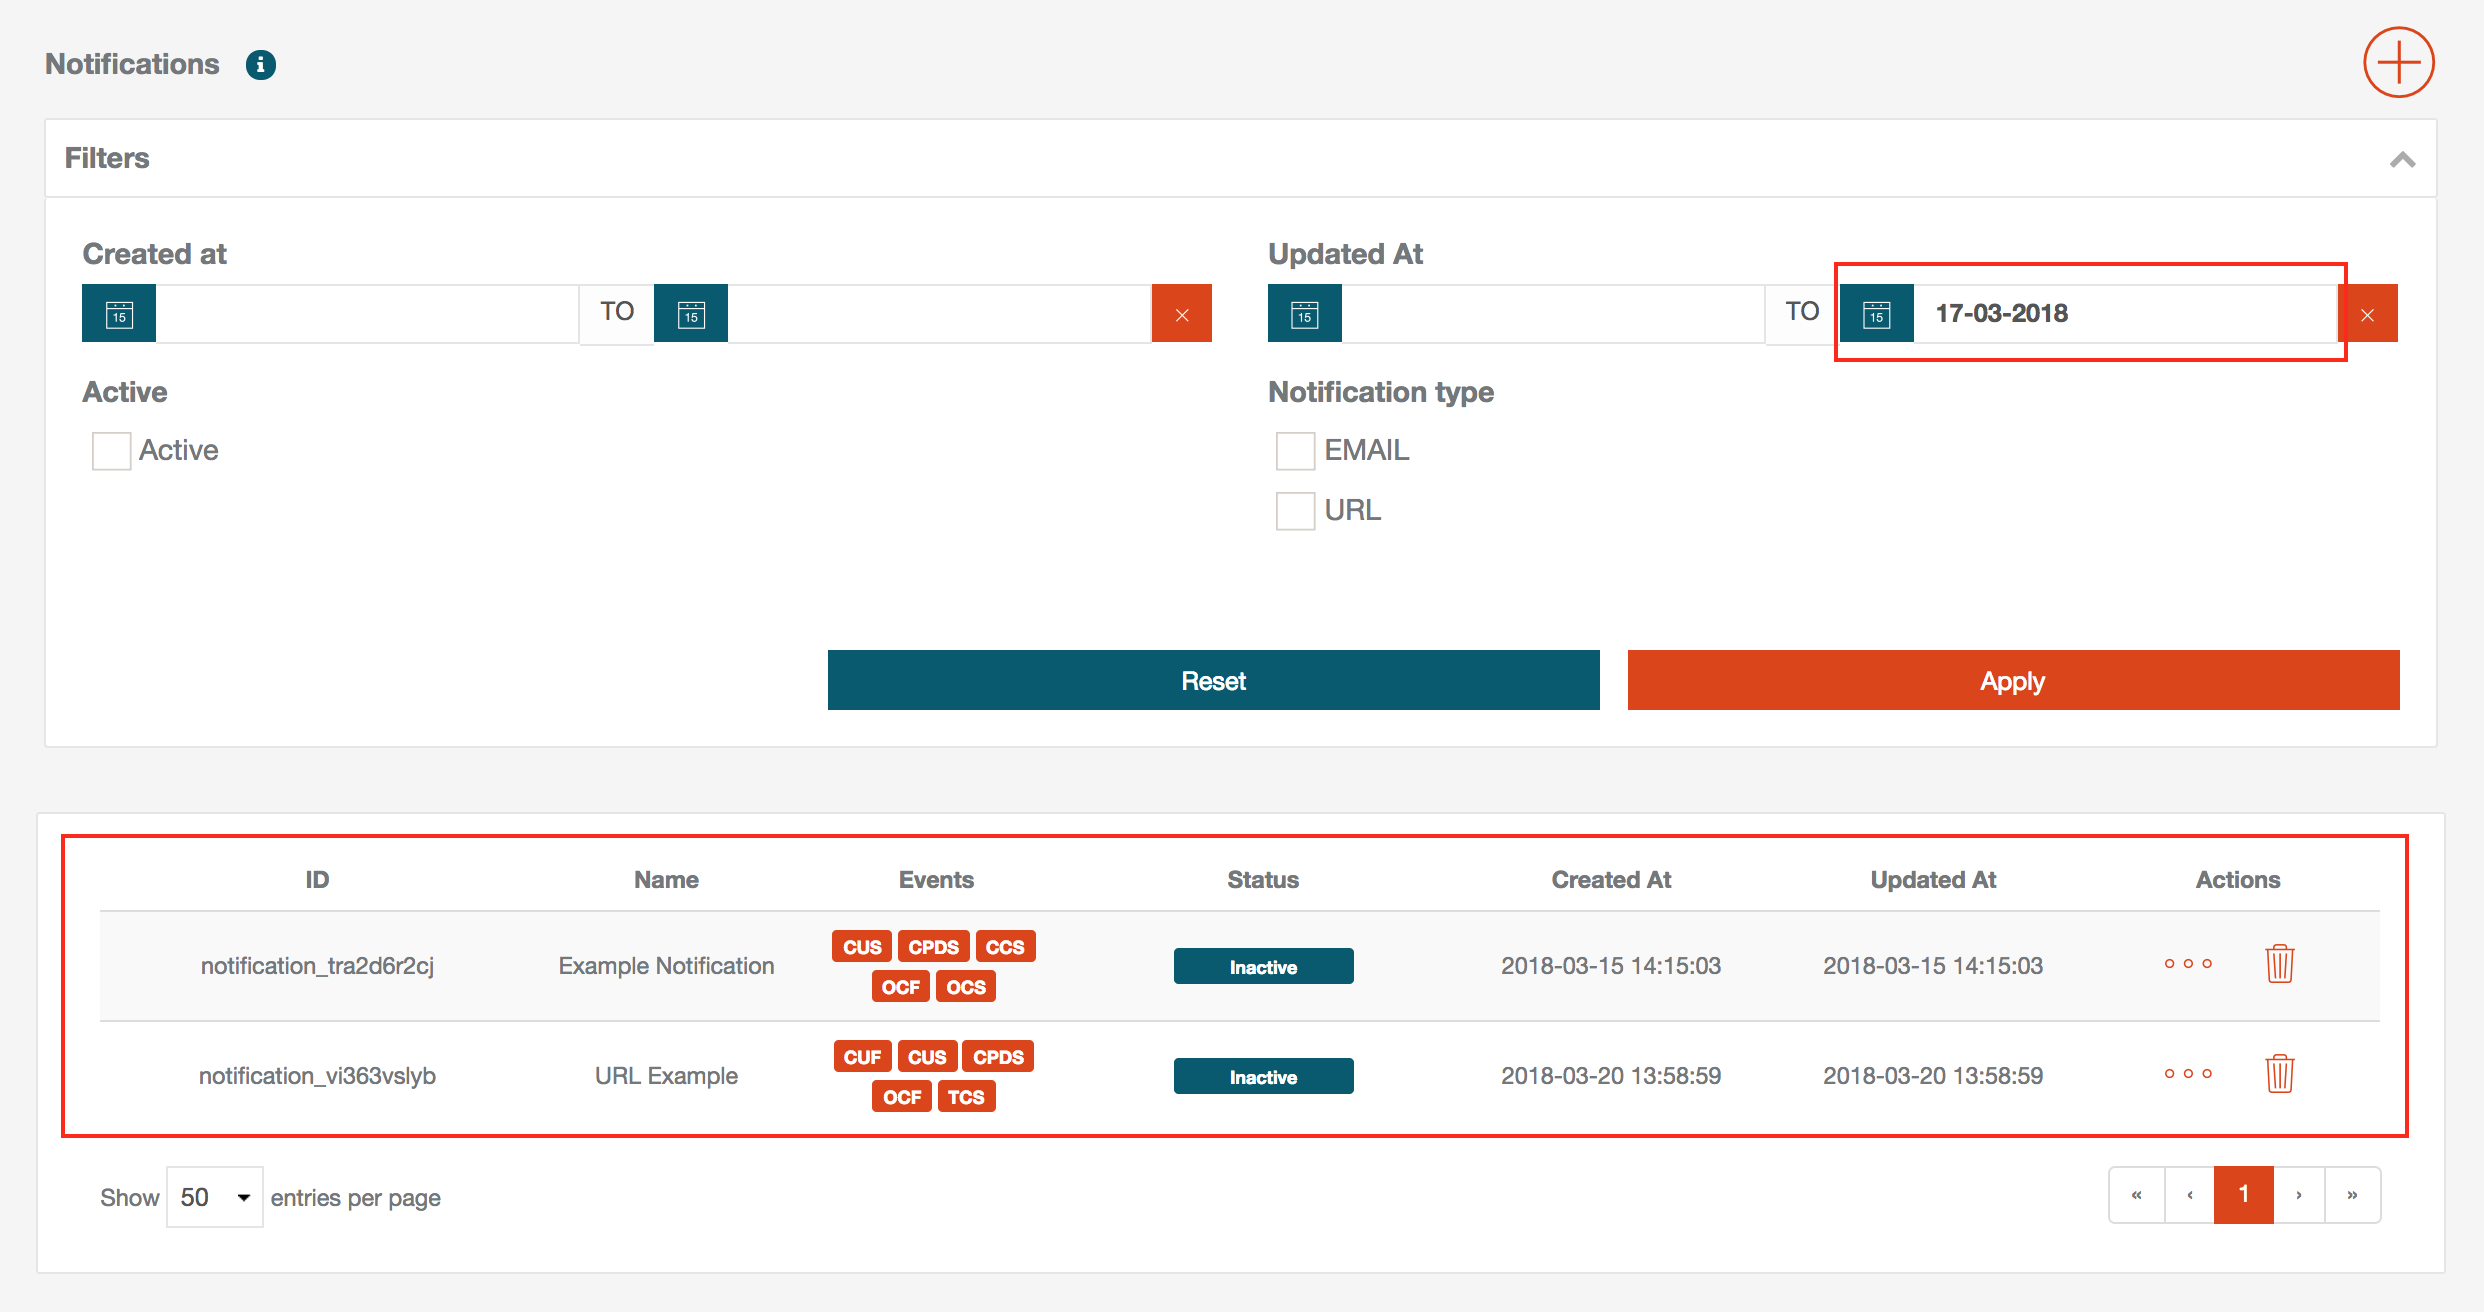 Notifications
Filters
Created at
Updated At
15
TO
15
15
TO
15
17-03-2018
Active
Notification type
Active
EMAIL
URL
Reset
Apply
ID Name Events Status Created At Updated At Actions
notification_tra2d6r2cj Example Notification CUS CPDS CCS Inactive 2018-03-15 14:15:03 2018-03-15 14:15:03
OCF OCS
notification_vi363vslyb URL Example CUF CUS CPDS Inactive 2018-03-20 13:58:59 2018-03-20 13:58:59
OCF TCS
Show 50 entries per page
« ‹ 1 › »